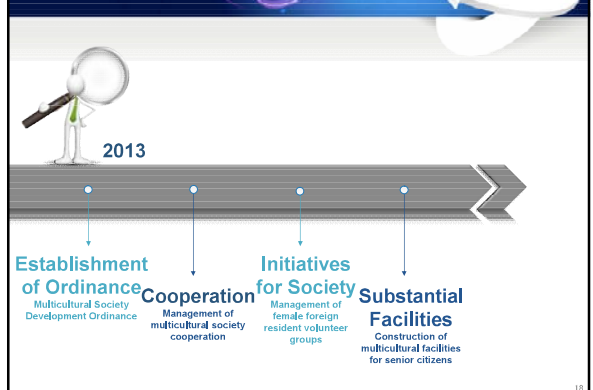 2013
Establishment
of Ordinance
Multicultural Society
Development Ordinance
Cooperation
Management of
multicultural society
cooperation
Initiatives
for Society
Management of
female foreign
resident volunteer
groups
Substantial
Facilities
Construction of
multicultural facilities
for senior citizens
18